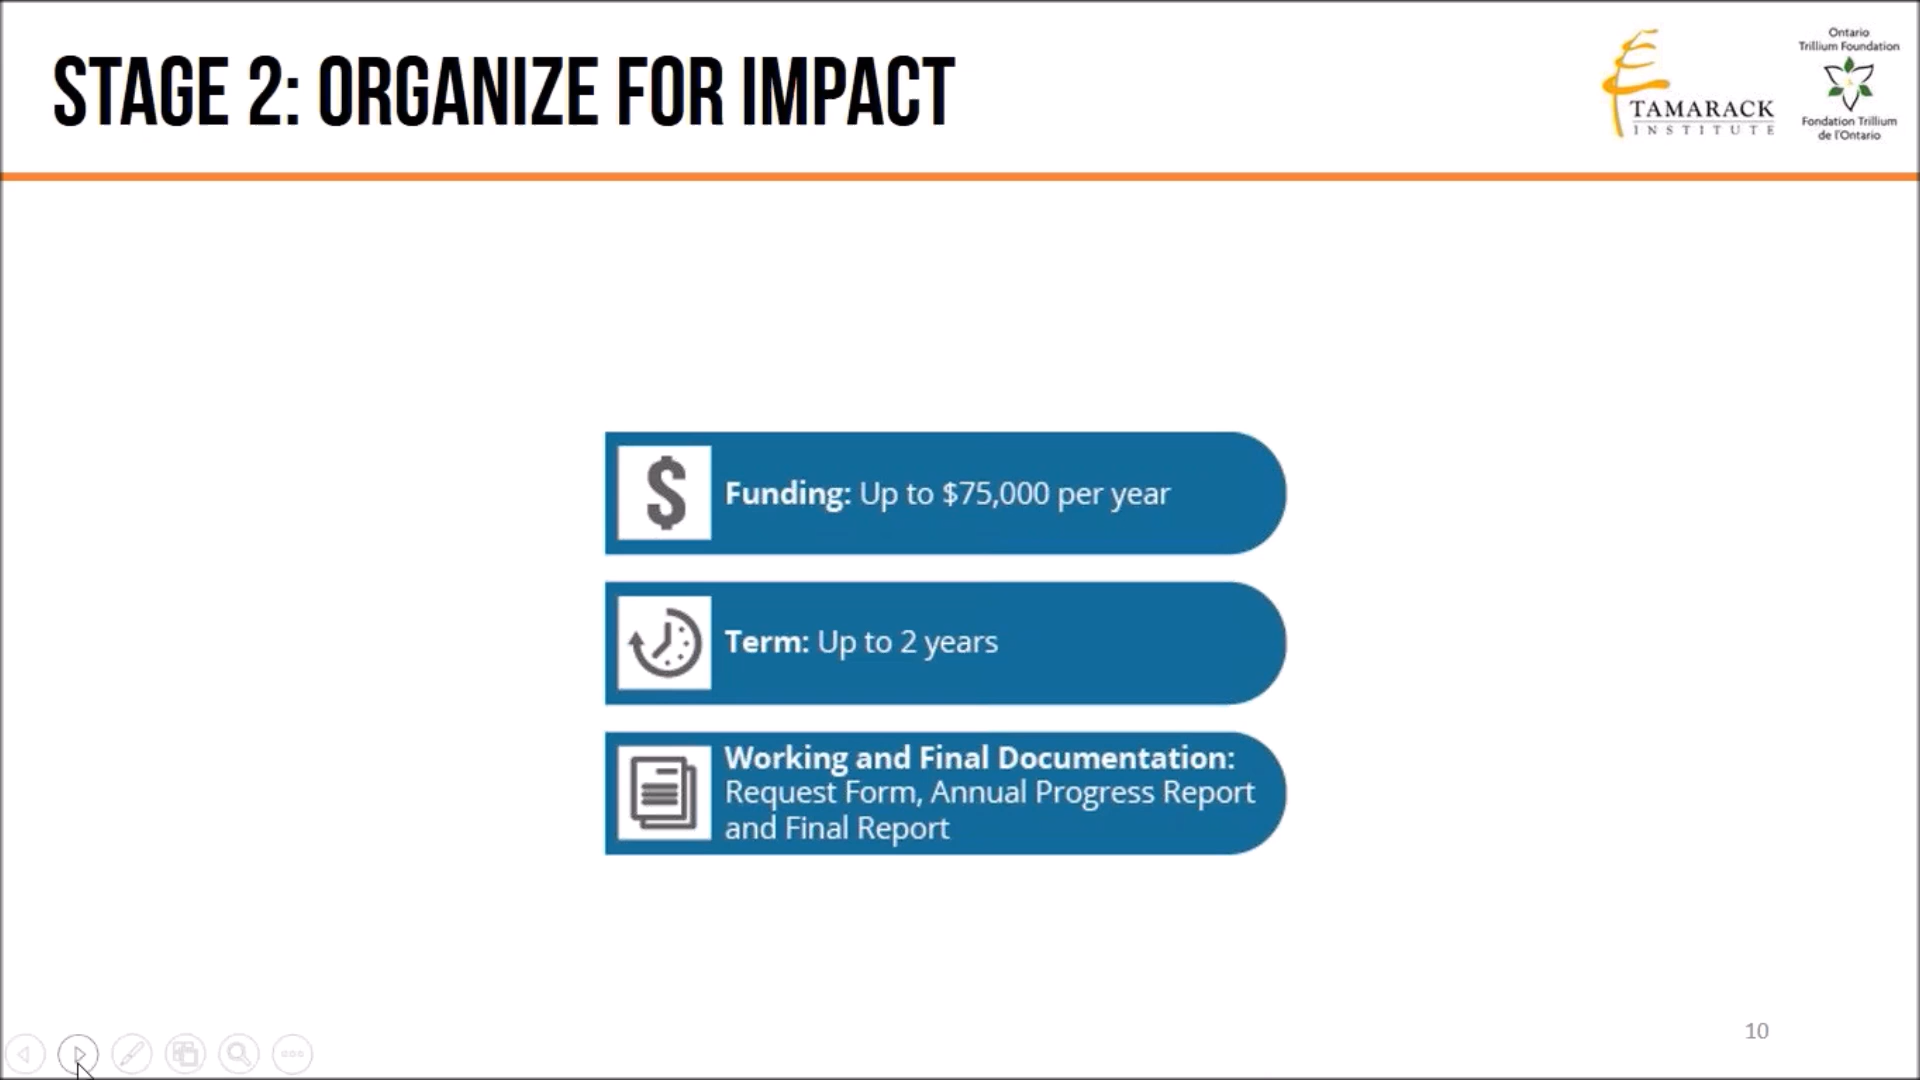 STAGE 2: ORGANIZE FOR IMPACT
TAMARACK
INSTITUTE
Ontario
Trillium Foundation
Fondation Trillium
de l'Ontario
$
Funding: Up to $75,000 per year
Term: Up to 2 years
Working and Final Documentation:
Request Form, Annual Progress Report
and Final Report
10